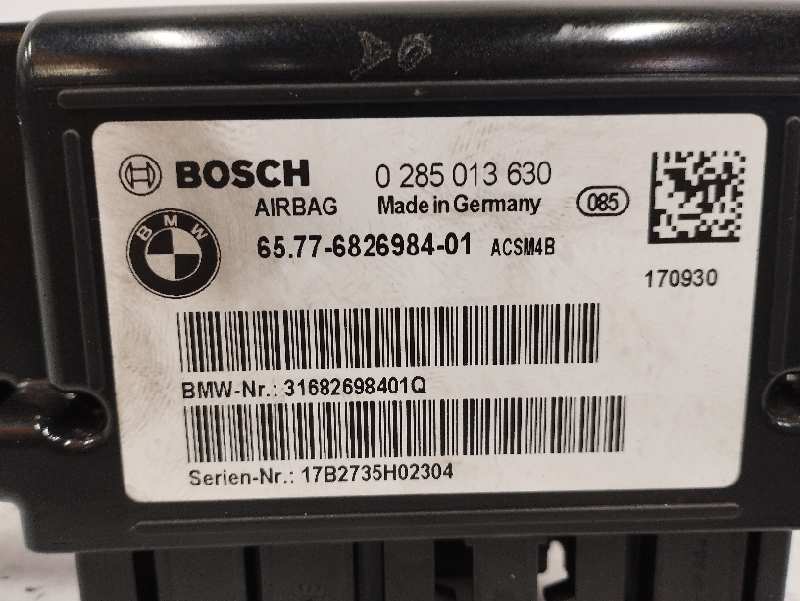 BOSCH 0 285 013 630
AIRBAG Made in Germany 085
BMW 65.77-6826984-01 ACSM4B
170930
BMW-Nr.: 31682698401Q
Serien-Nr.: 17B2735H02304